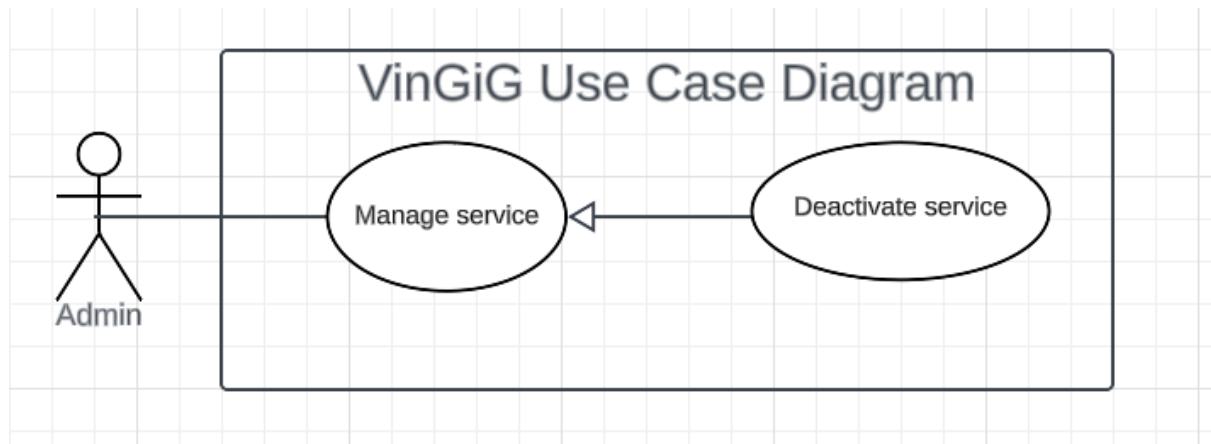 VinGiG Use Case Diagram
Manage service
Deactivate service
Admin